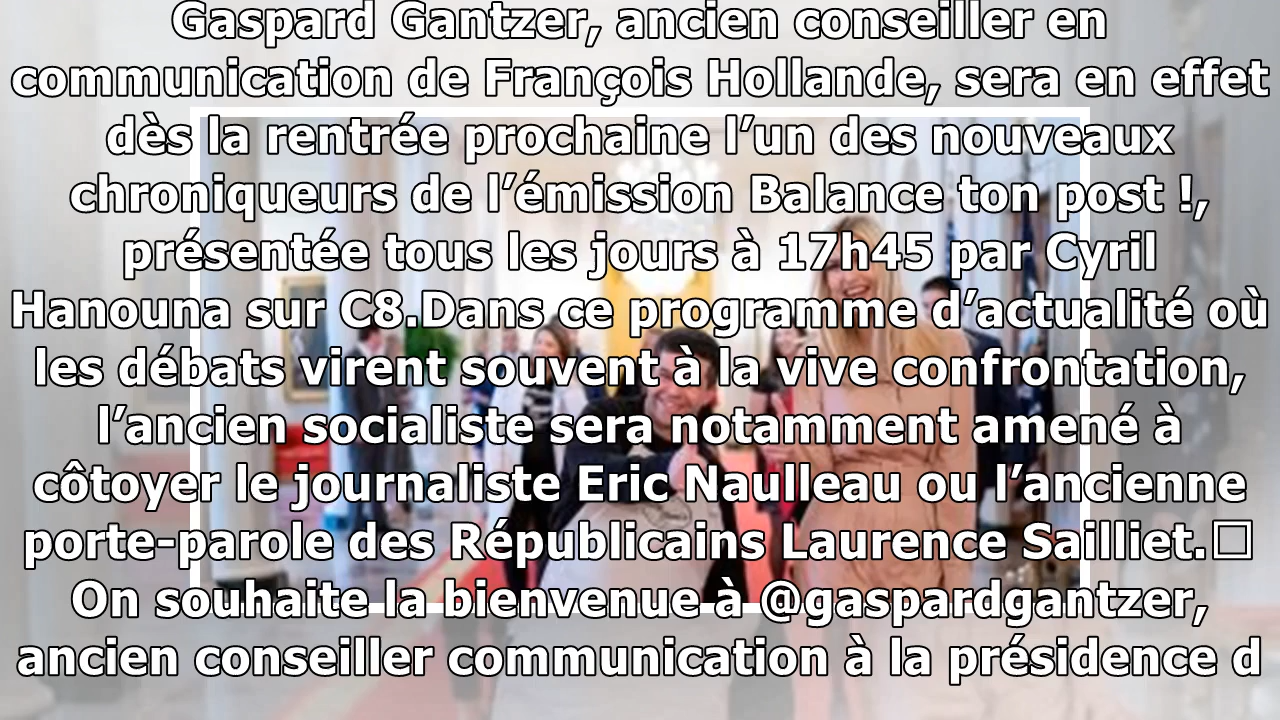 Gaspard Gantzer, ancien conseiller en
communication de François Hollande, sera en effet
dès la rentrée prochaine l’un des nouveaux
chroniqueurs de l’émission Balance ton post !,
présentée tous les jours à 17h45 par Cyril
Hanouna sur C8.Dans ce programme d’actualité où
les débats virent souvent à la vive confrontation,
l’ancien socialiste sera notamment amené à
côtoyer le journaliste Eric Naulleau ou l’ancienne
porte-parole des Républicains Laurence Sailliet.□
On souhaite la bienvenue à @gaspardgantzer,
ancien conseiller communication à la présidence d